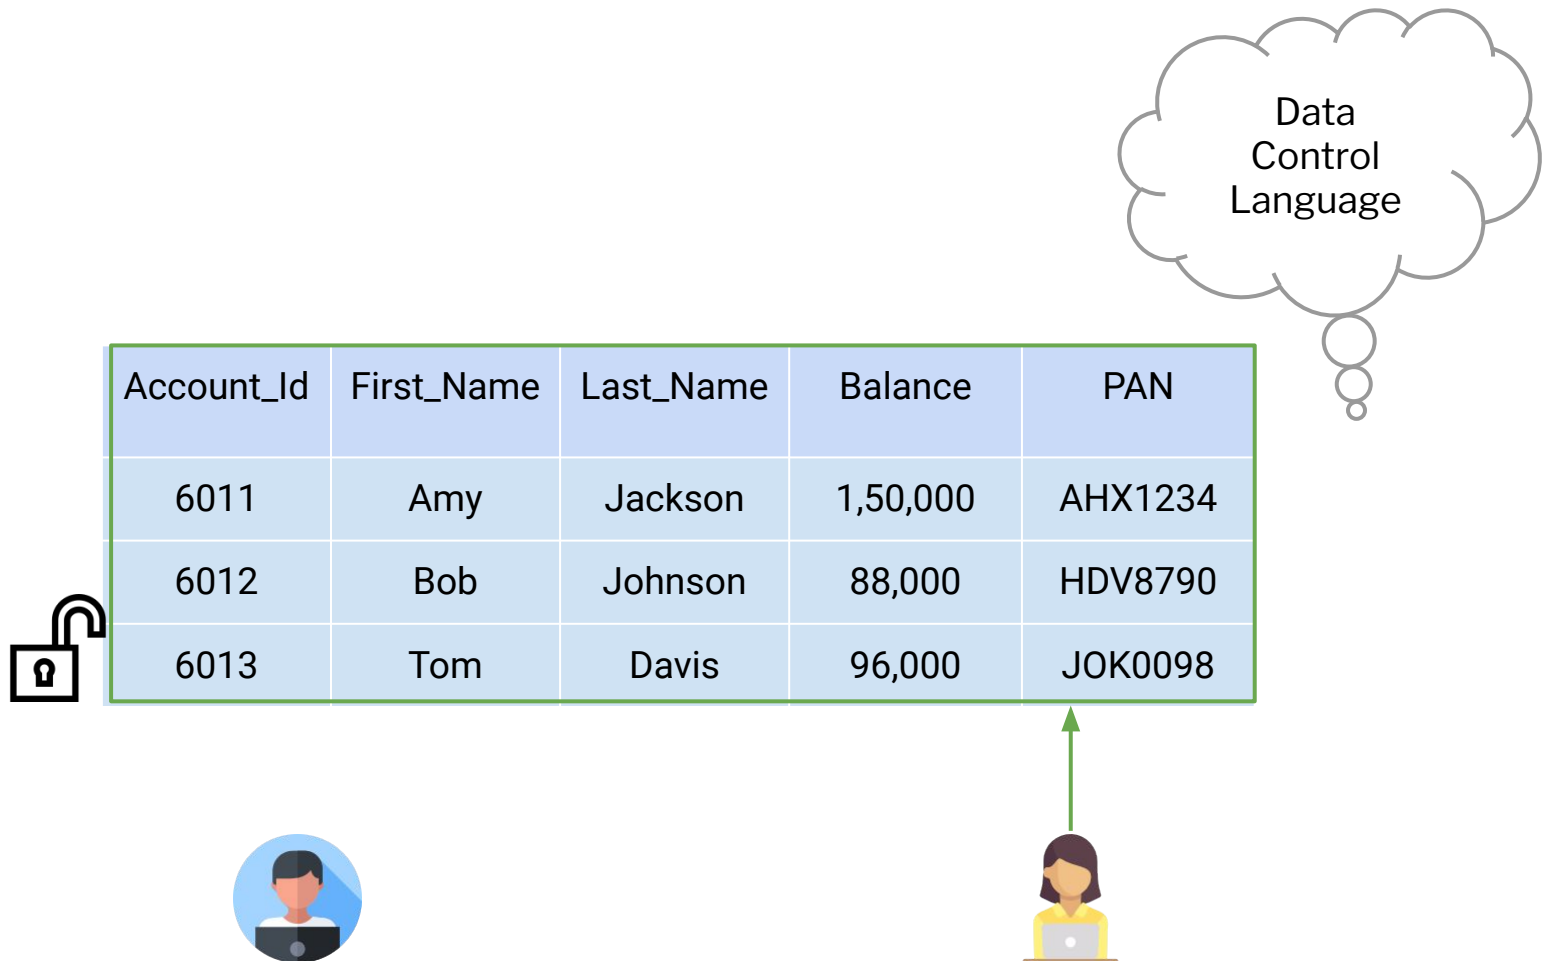 Data
Control
Language
Account_Id First_Name Last_Name Balance PAN
6011 Amy Jackson 1,50,000 AHX1234
6012 Bob Johnson 88,000 HDV8790
6013 Tom Davis 96,000 JOK0098